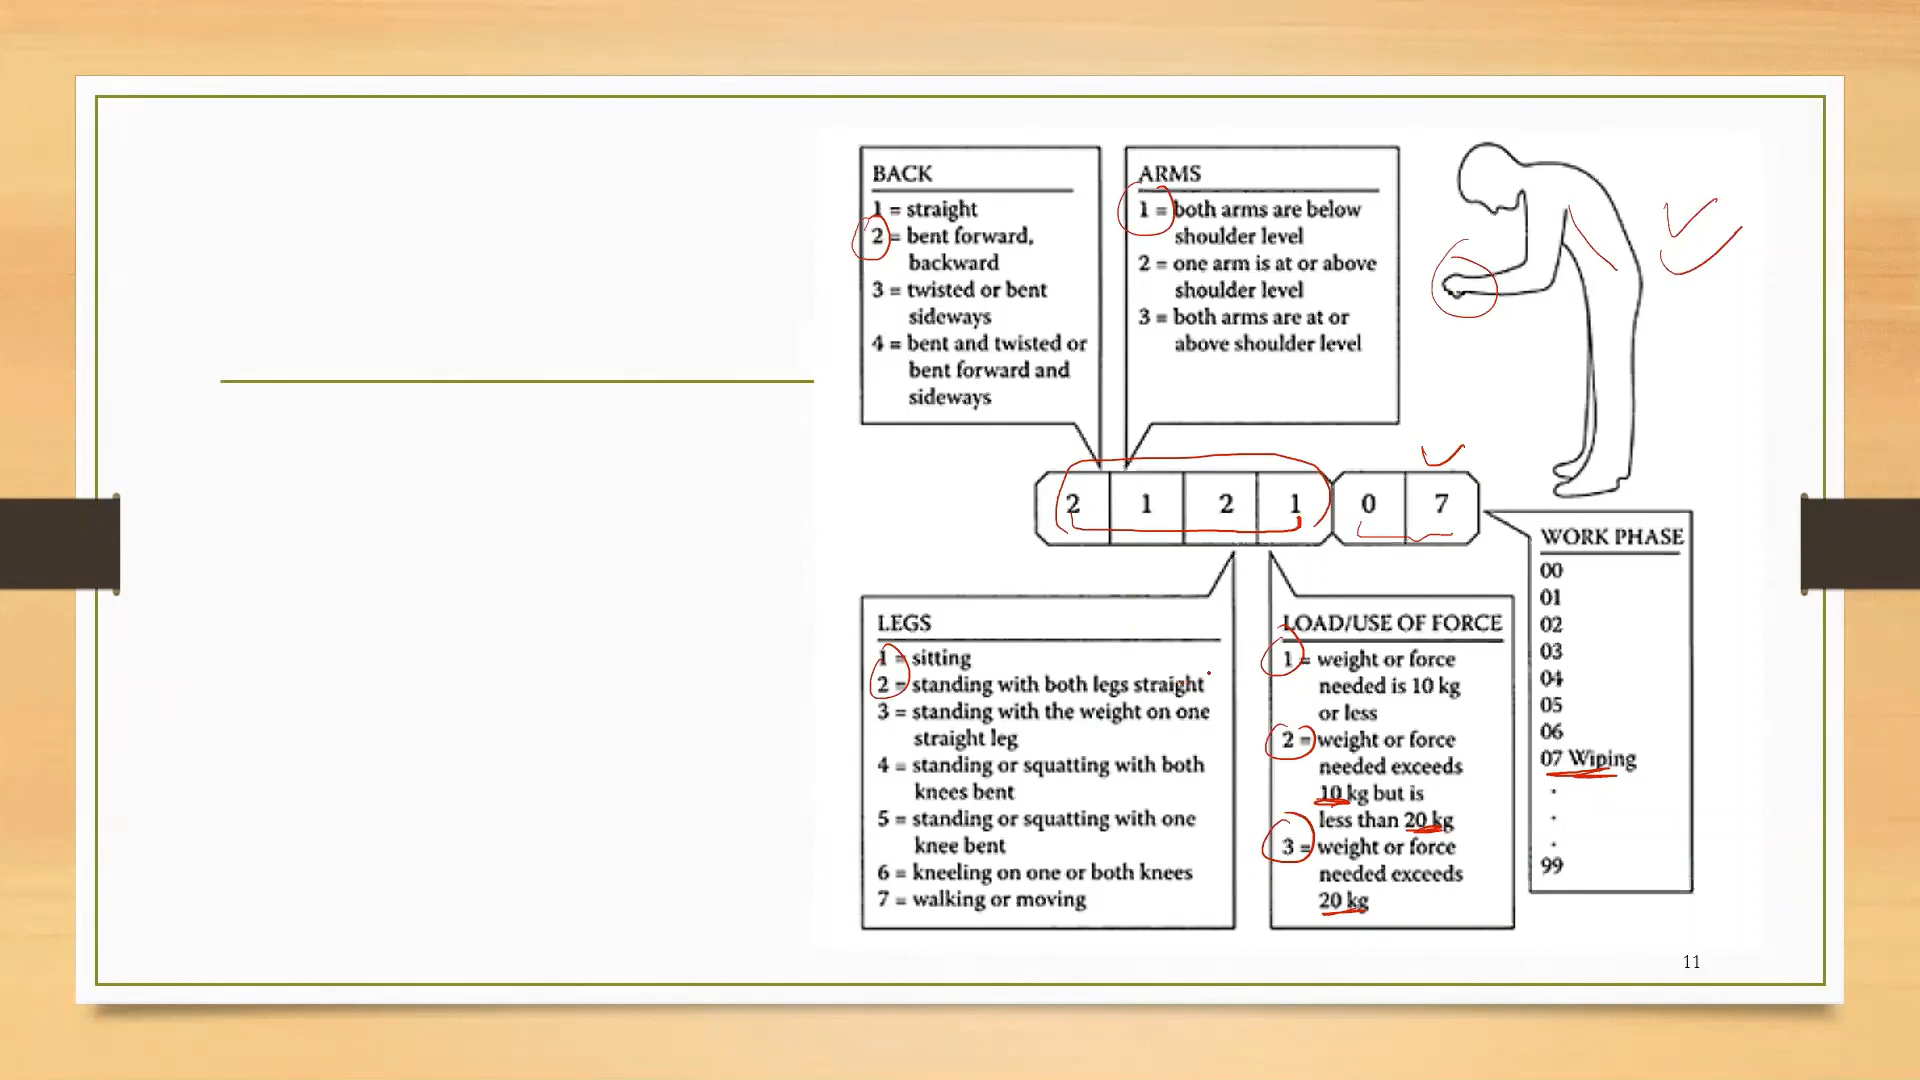 BACK
1 = straight
2 = bent forward,
backward
3 = twisted or bent
sideways
4 = bent and twisted or
bent forward and
sideways
ARMS
1 = both arms are below
shoulder level
2 = one arm is at or above
shoulder level
3 = both arms are at or
above shoulder level
2 1 2 1 0 7
LEGS
1 = sitting
2 = standing with both legs straight
3 = standing with the weight on one
straight leg
4 = standing or squatting with both
knees bent
5 = standing or squatting with one
knee bent
6 = kneeling on one or both knees
7 = walking or moving
LOAD/USE OF FORCE
1 = weight or force
needed is 10 kg
or less
2 = weight or force
needed exceeds
10 kg but is
less than 20 kg
3 = weight or force
needed exceeds
20 kg
WORK PHASE
00
01
02
03
04
05
06
07 Wiping
.
.
.
99
11